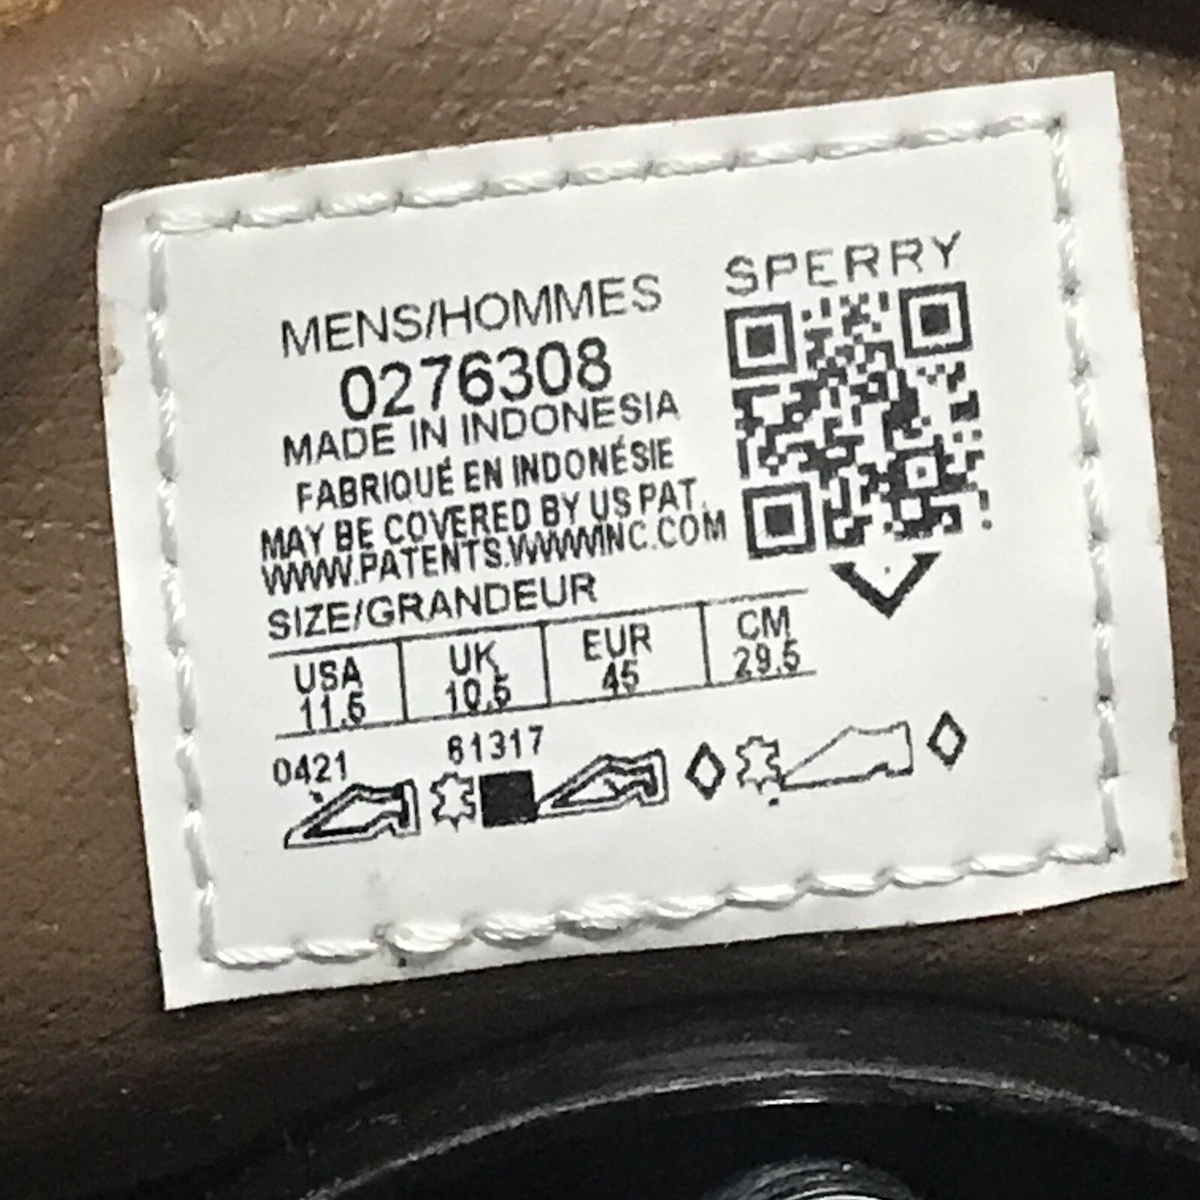 SPERRY
MENS/HOMMES
0276308
MADE IN INDONESIA
FABRIQUÉ EN INDONÉSIE
MAY BE COVERED BY US PAT.
WWW.PATENTS.WWWINC.COM
SIZE/GRANDEUR
USA UK EUR CM
11.5 10.5 45 29.5
0421 61317